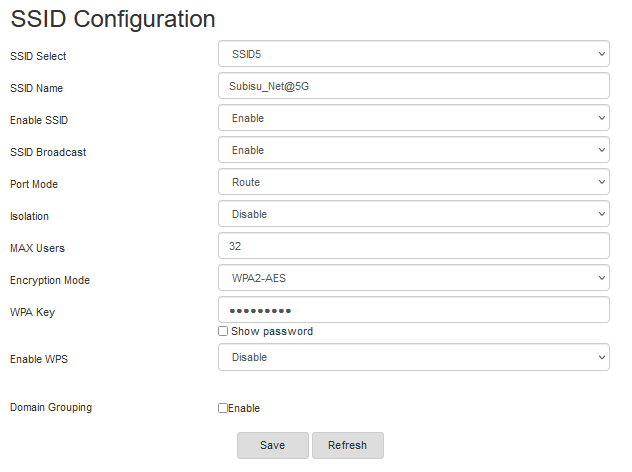 SSID Configuration
SSID Select SSID5
SSID Name Subisu_Net@5G
Enable SSID Enable
SSID Broadcast Enable
Port Mode Route
Isolation Disable
MAX Users 32
Encryption Mode WPA2-AES
WPA Key •••••••••
Show password
Enable WPS Disable
Domain Grouping Enable
Save Refresh